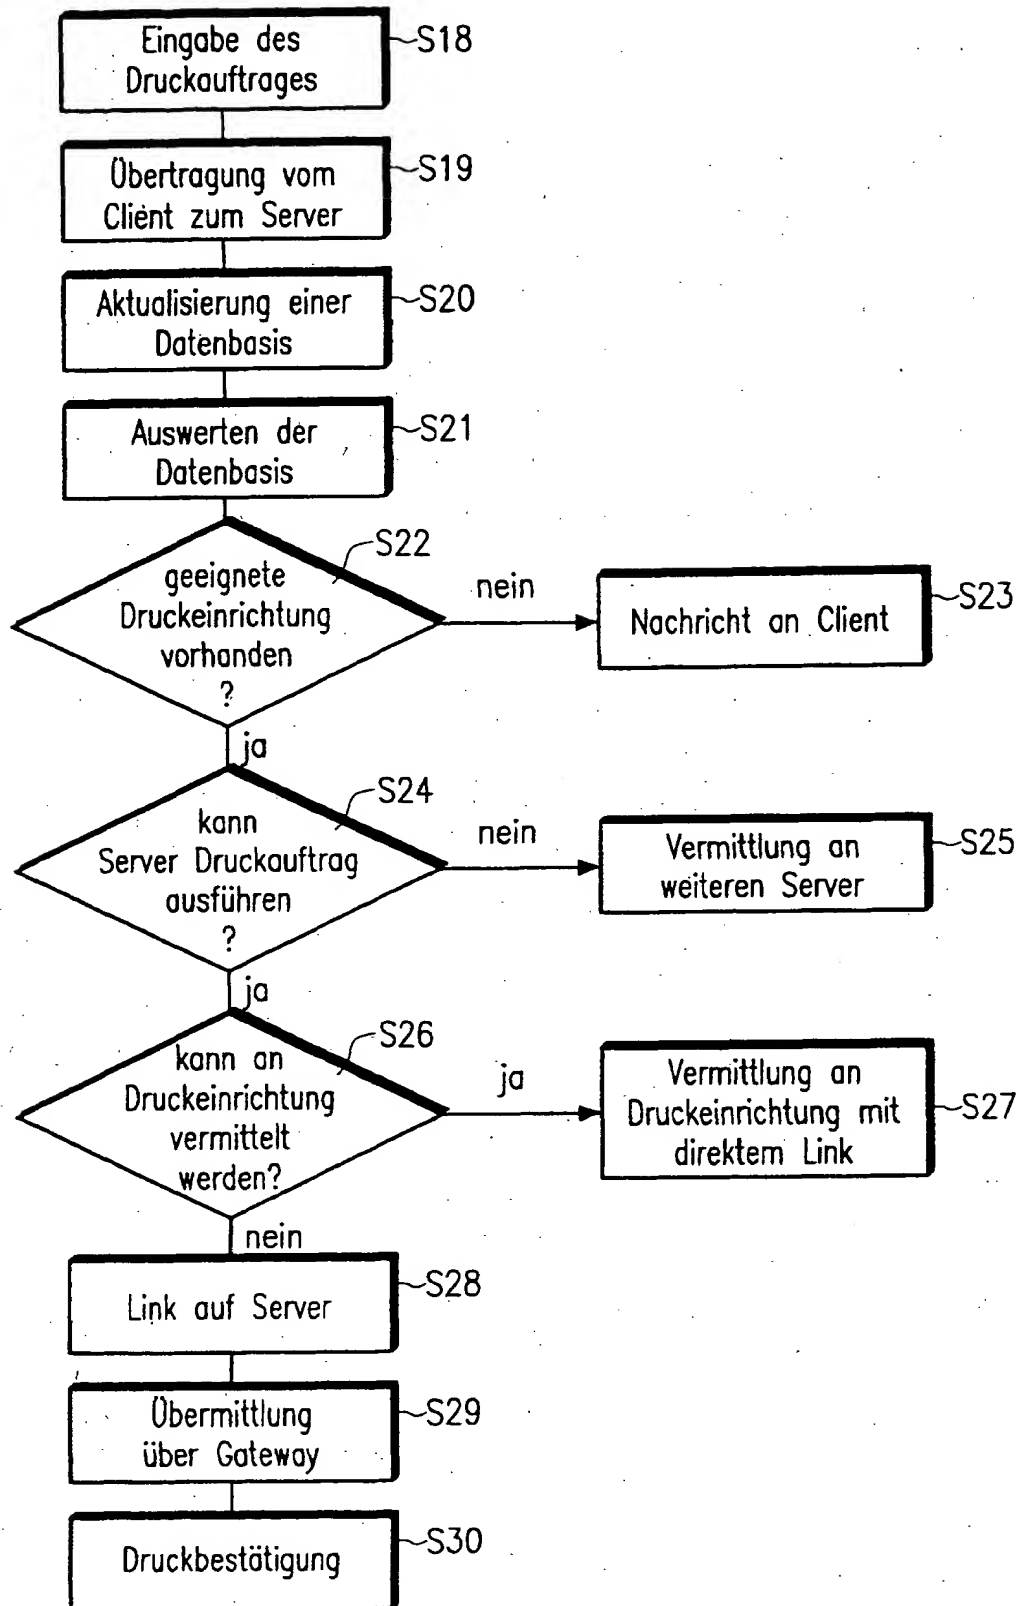 Eingabe des
Druckauftrages
S18
Übertragung vom
Client zum Server
S19
Aktualisierung einer
Datenbasis
S20
Auswerten der
Datenbasis
S21
S22
geeignete
Druckeinrichtung
vorhanden
?
nein
Nachricht an Client
S23
ja
S24
kann
Server Druckauftrag
ausführen
?
nein
Vermittlung an
weiteren Server
S25
ja
S26
kann an
Druckeinrichtung
vermittelt
werden?
ja
Vermittlung an
Druckeinrichtung mit
direktem Link
S27
nein
Link auf Server
S28
Übermittlung
über Gateway
S29
Druckbestätigung
S30